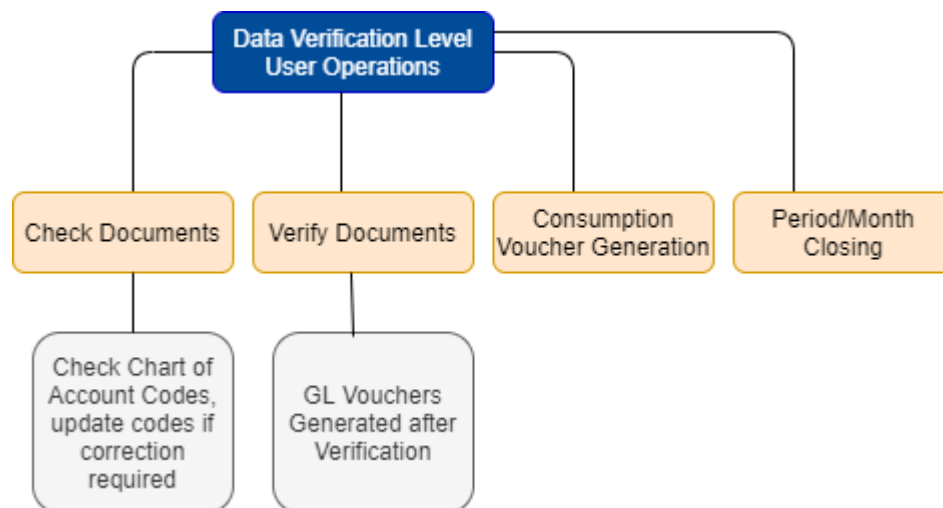 Data Verification Level
User Operations
Check Documents
Verify Documents
Consumption
Voucher Generation
Period/Month
Closing
Check Chart of
Account Codes,
update codes if
correction
required
GL Vouchers
Generated after
Verification